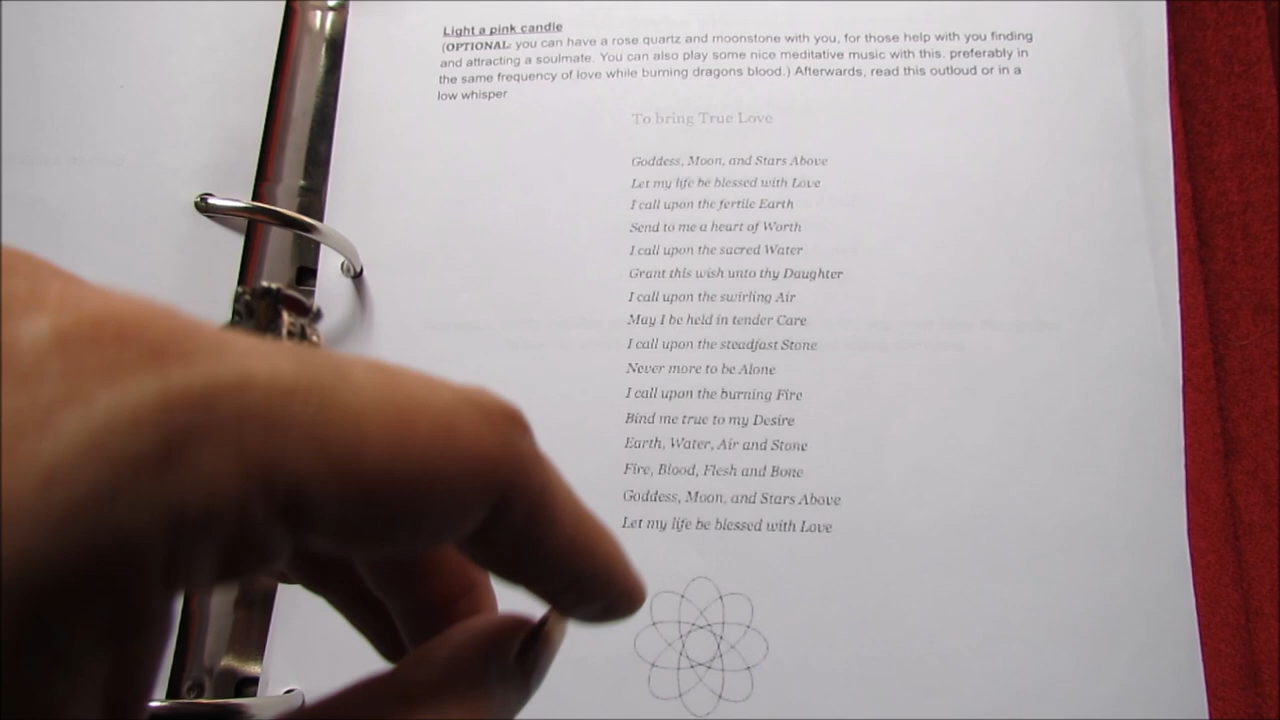 Light a pink candle
(OPTIONAL: you can have a rose quartz and moonstone with you, for those help with you finding
and attracting a soulmate. You can also play some nice meditative music with this. preferably in
the same frequency of love while burning dragons blood.) Afterwards, read this outloud or in a
low whisper
To bring True Love
Goddess, Moon, and Stars Above
Let my life be blessed with Love
I call upon the fertile Earth
Send to me a heart of Worth
I call upon the sacred Water
Grant this wish unto thy Daughter
I call upon the swirling Air
May I be held in tender Care
I call upon the steadfast Stone
Never more to be Alone
I call upon the burning Fire
Bind me true to my Desire
Earth, Water, Air and Stone
Fire, Blood, Flesh and Bone
Goddess, Moon, and Stars Above
Let my life be blessed with Love